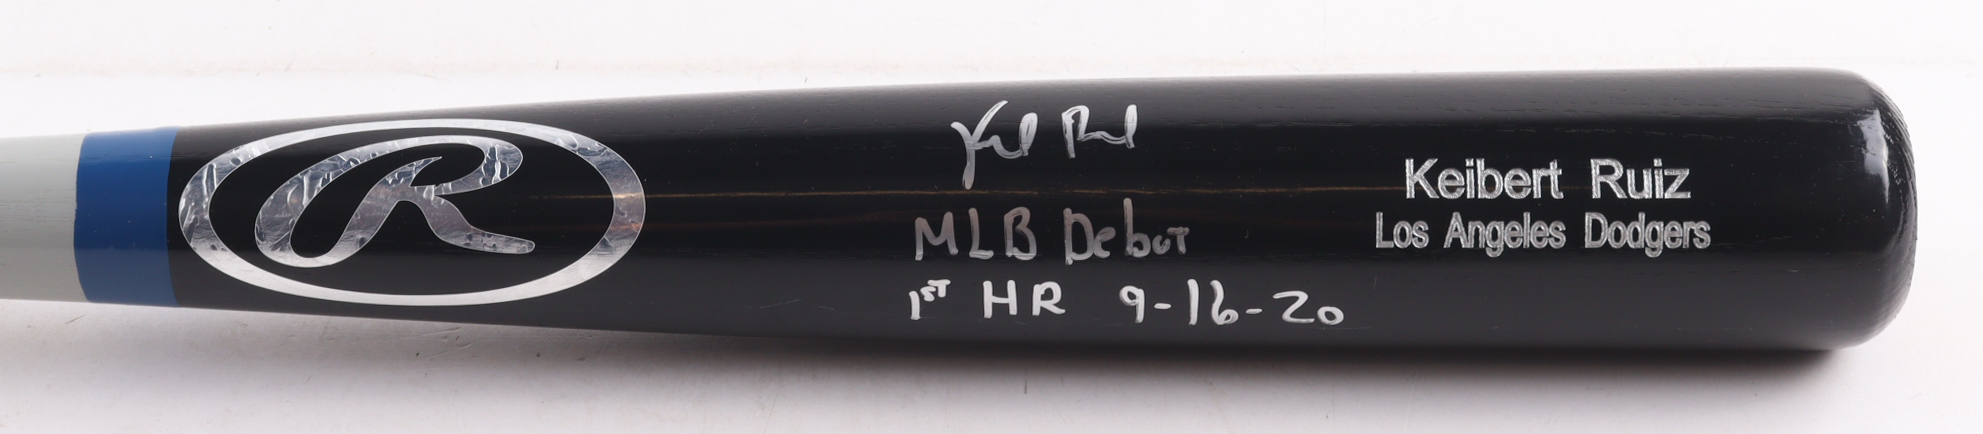 R
Keibert Ruiz
Los Angeles Dodgers
MLB Debut
1ST HR 9-16-20